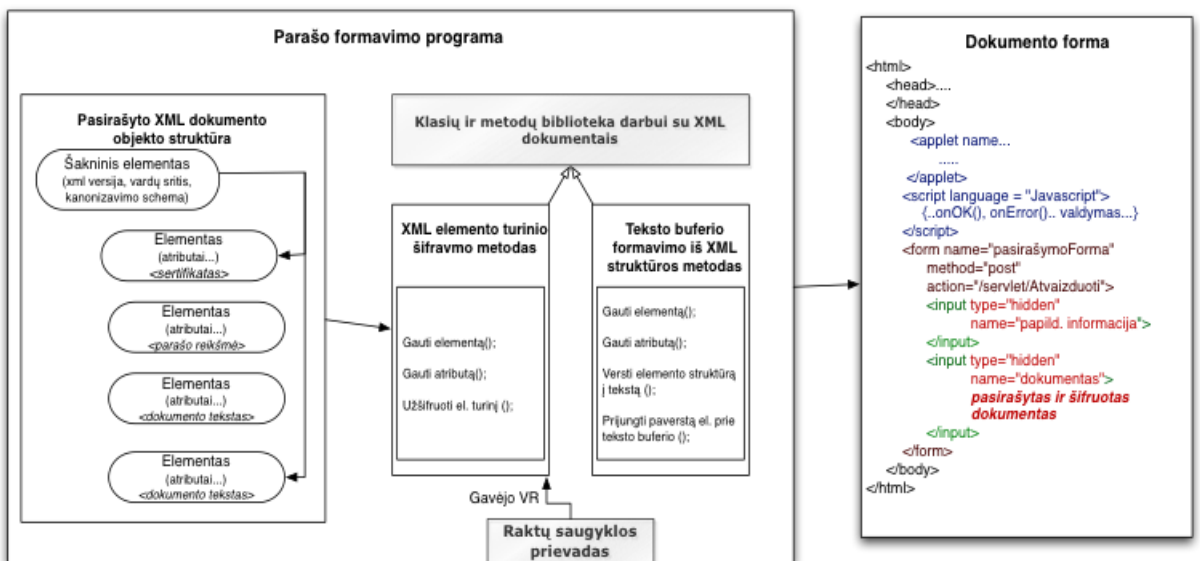 Parašo formavimo programa
Pasirašyto XML dokumento
objekto struktūra
Šakninis elementas
(xml versija, vardų sritis,
kanonizavimo schema)
Elementas
(atributai...)
<sertifikatas>
Elementas
(atributai...)
<parašo reikšmė>
Elementas
(atributai...)
<dokumento tekstas>
Elementas
(atributai...)
<dokumento tekstas>
Klasių ir metodų biblioteka darbui su XML
dokumentais
XML elemento turinio
šifravmo metodas
Gauti elementą();
Gauti atributą();
Užšifruoti el. turinį ();
Teksto buferio
formavimo iš XML
struktūros metodas
Gauti elementą();
Gauti atributą();
Versti elemento struktūrą
į tekstą ();
Prijungti paverstą el. prie
teksto buferio ();
Gavėjo VR
Raktų saugyklos
prievadas
Dokumento forma
<html>
<head>....
</head>
<body>
<applet name...
.....
</applet>
<script language = "Javascript">
{..onOK(), onError().. valdymas...}
</script>
<form name="pasirašymoForma"
method="post"
action="/servlet/Atvaizduoti">
<input type="hidden"
name="papild. informacija">
</input>
<input type="hidden"
name="dokumentas">
pasirašytas ir šifruotas
dokumentas
</input>
</form>
</body>
</html>